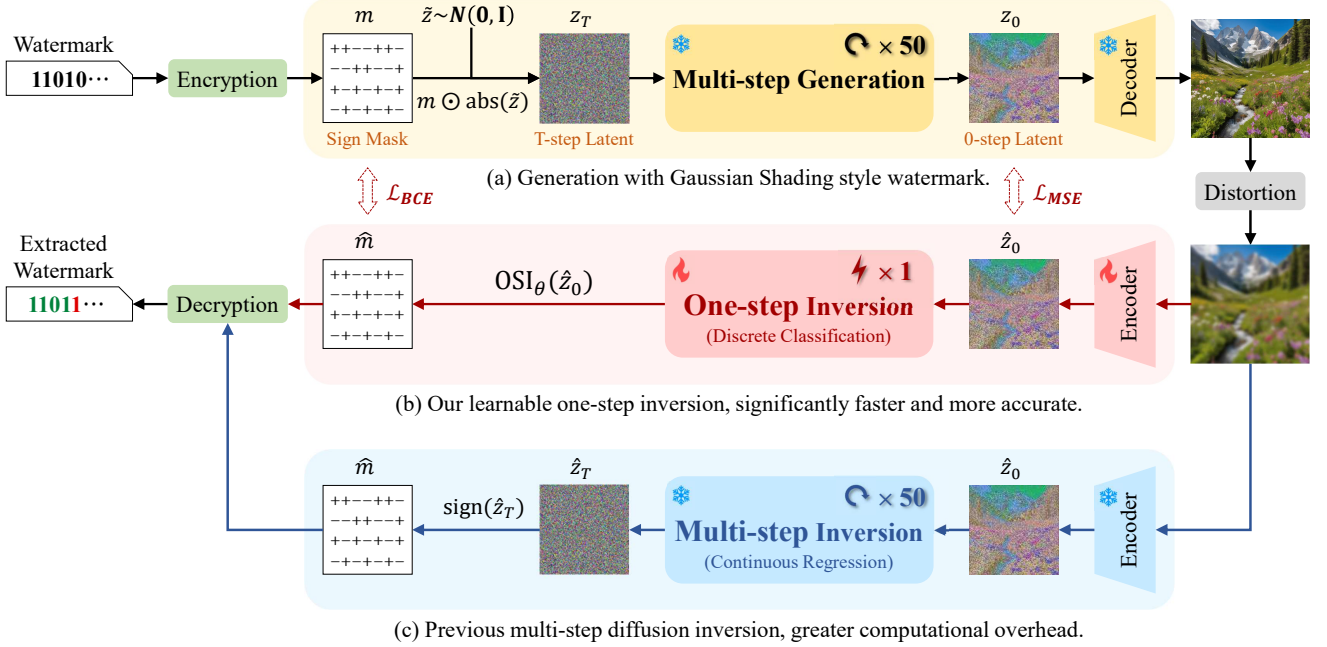 Watermark
11010···
Encryption
m
++--++-
--++--+
+--+-++
-+-+--+
Sign Mask
z̃~N(0, I)
m ⊙ abs(z̃)
z_T
T-step Latent
× 50
Multi-step Generation
z_0
0-step Latent
Decoder
(a) Generation with Gaussian Shading style watermark.
ℒ_BCE
ℒ_MSE
Distortion
Extracted
Watermark
11011···
Decryption
m̂
++--++-
--++--+
+--+-++
-+-+--+
OSI_θ(ẑ_0)
× 1
One-step Inversion
(Discrete Classification)
ẑ_0
Encoder
(b) Our learnable one-step inversion, significantly faster and more accurate.
m̂
++--++-
--++--+
+--+-++
-+-+--+
sign(ẑ_T)
ẑ_T
× 50
Multi-step Inversion
(Continuous Regression)
ẑ_0
Encoder
(c) Previous multi-step diffusion inversion, greater computational overhead.